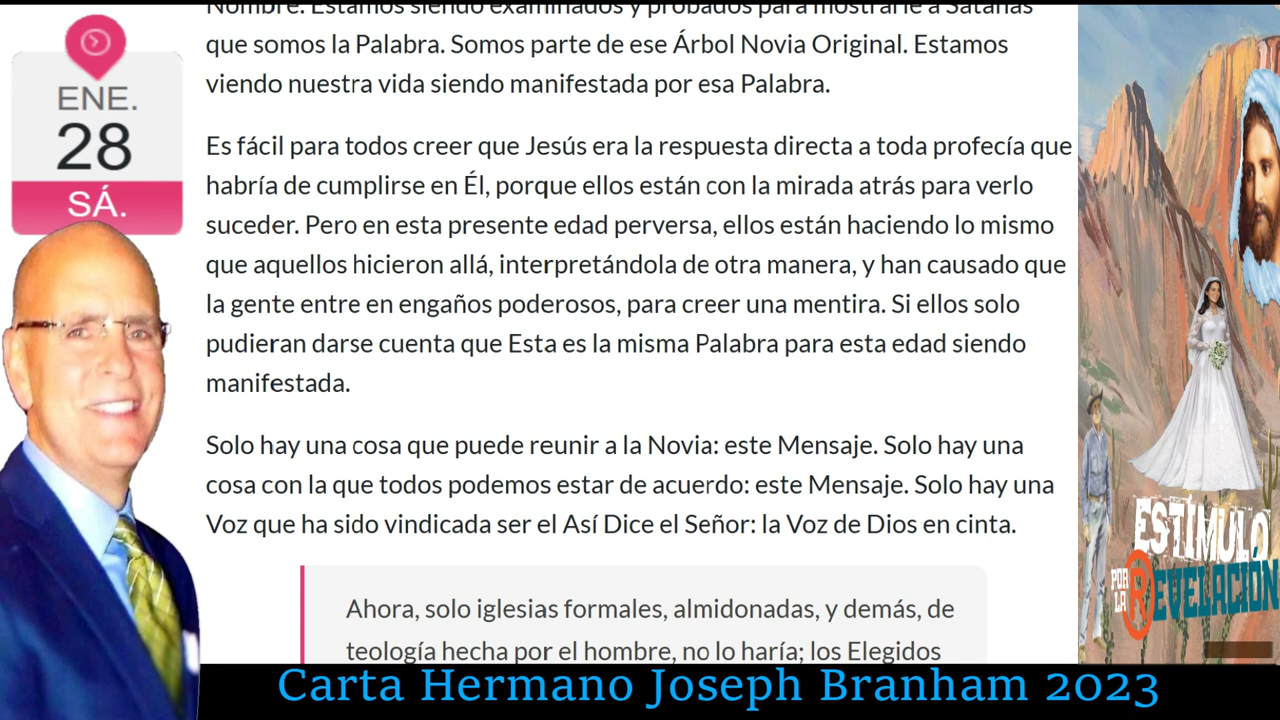 Nombre. Estamos siendo examinados y probados para mostrarle a Satanás
que somos la Palabra. Somos parte de ese Árbol Novia Original. Estamos
viendo nuestra vida siendo manifestada por esa Palabra.
Es fácil para todos creer que Jesús era la respuesta directa a toda profecía que
habría de cumplirse en Él, porque ellos están con la mirada atrás para verlo
suceder. Pero en esta presente edad perversa, ellos están haciendo lo mismo
que aquellos hicieron allá, interpretándola de otra manera, y han causado que
la gente entre en engaños poderosos, para creer una mentira. Si ellos solo
pudieran darse cuenta que Esta es la misma Palabra para esta edad siendo
manifestada.
Solo hay una cosa que puede reunir a la Novia: este Mensaje. Solo hay una
cosa con la que todos podemos estar de acuerdo: este Mensaje. Solo hay una
Voz que ha sido vindicada ser el Así Dice el Señor: la Voz de Dios en cinta.
Ahora, solo iglesias formales, almidonadas, y demás, de
teología hecha por el hombre, no lo haría; los Elegidos
ENE.
28
SÁ.
ESTÍMULO
POR LA REVELACIÓN
Carta Hermano Joseph Branham 2023